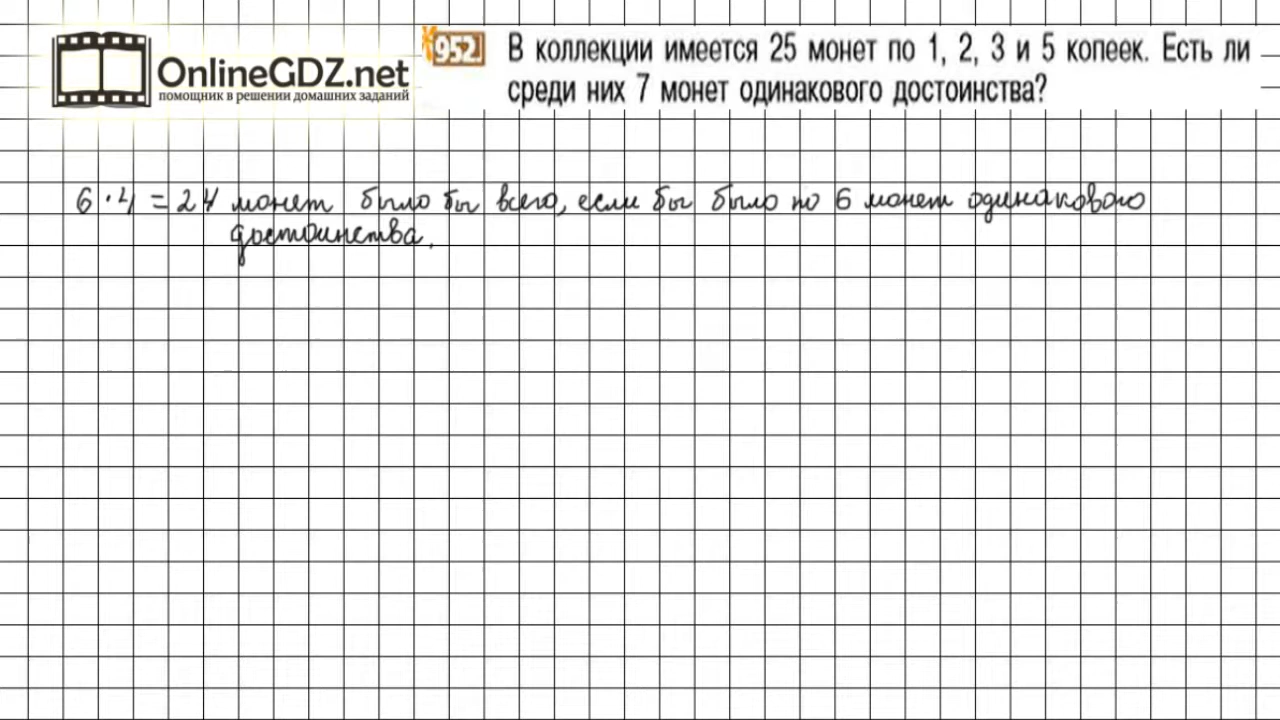 OnlineGDZ.net
помощник в решении домашних заданий
952. В коллекции имеется 25 монет по 1, 2, 3 и 5 копеек. Есть ли
среди них 7 монет одинакового достоинства?
6 · 4 = 24 монет было бы всего, если бы было по 6 монет одинакового
достоинства.